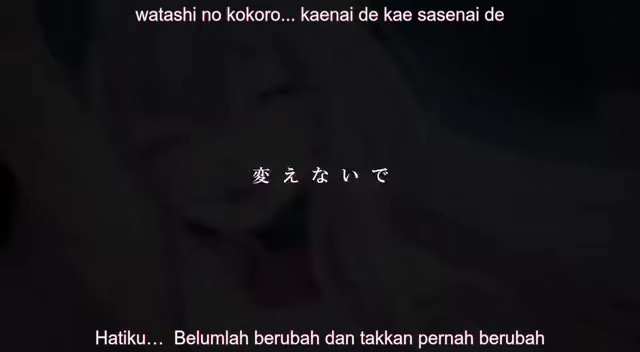 watashi no kokoro... kaenai de kae sasenai de
変えないで
Hatiku... Belumlah berubah dan takkan pernah berubah